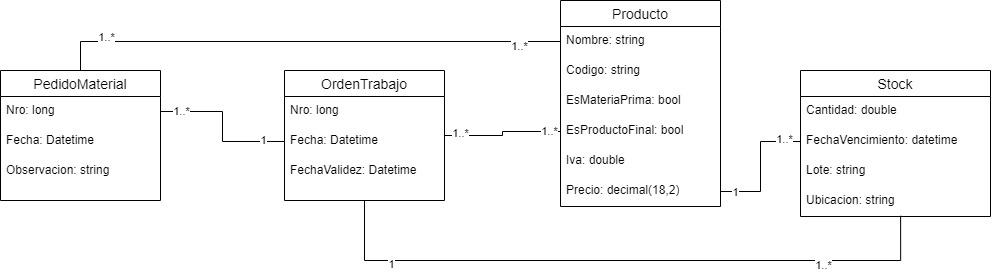 Producto
Nombre: string
Codigo: string
EsMateriaPrima: bool
EsProductoFinal: bool
Iva: double
Precio: decimal(18,2)
1..*
1..*
PedidoMaterial
Nro: long
Fecha: Datetime
Observacion: string
1..*
1
OrdenTrabajo
Nro: long
Fecha: Datetime
FechaValidez: Datetime
1..*
1..*
Stock
Cantidad: double
FechaVencimiento: datetime
Lote: string
Ubicacion: string
1..*
1
1
1..*